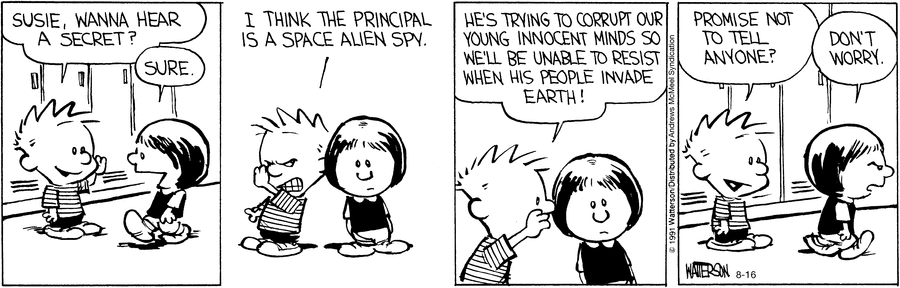 SUSIE, WANNA HEAR
A SECRET?
SURE.
I THINK THE PRINCIPAL
IS A SPACE ALIEN SPY.
HE'S TRYING TO CORRUPT OUR
YOUNG INNOCENT MINDS SO
WE'LL BE UNABLE TO RESIST
WHEN HIS PEOPLE INVADE
EARTH!
© 1991 Watterson/Distributed by Andrews McMeel Syndication
PROMISE NOT
TO TELL
ANYONE?
DON'T
WORRY.
WATTERSON
8-16